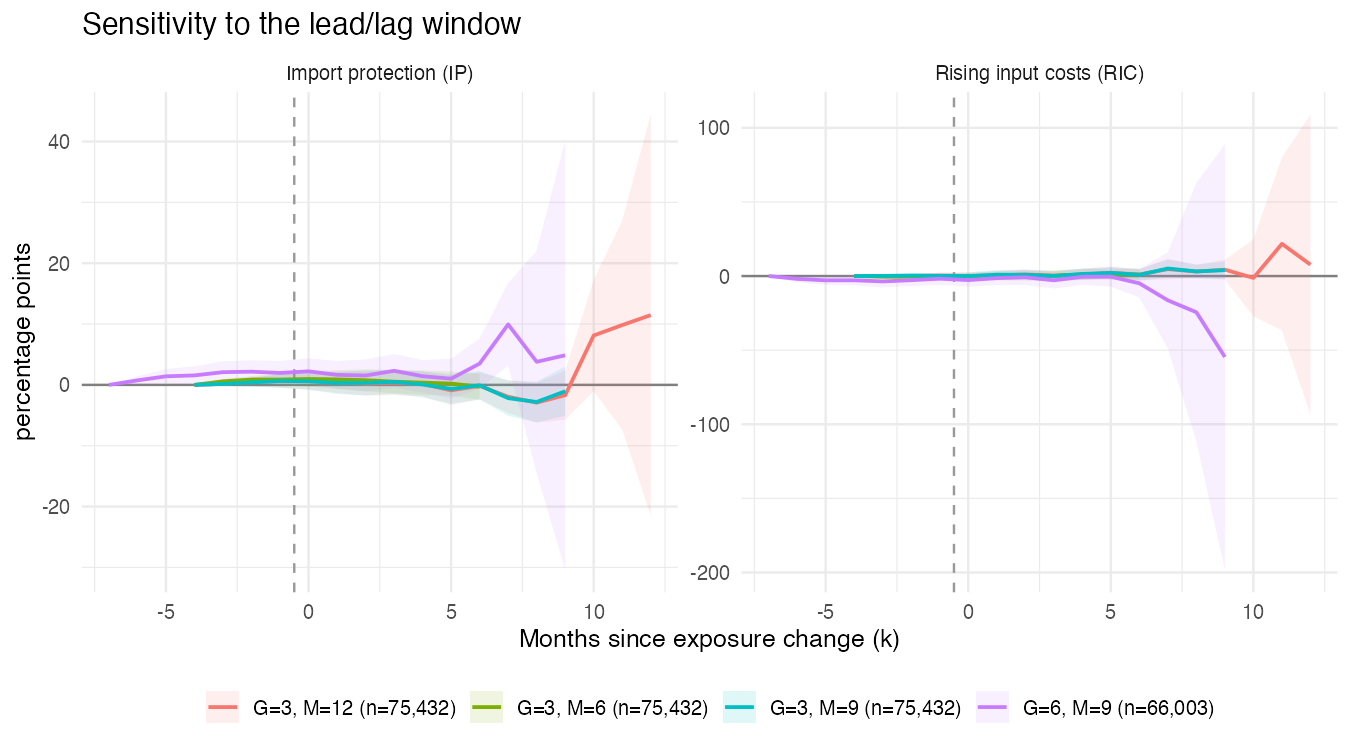 Sensitivity to the lead/lag window
Import protection (IP)
Rising input costs (RIC)
percentage points
40
20
0
-20
100
0
-100
-200
-5
0
5
10
-5
0
5
10
Months since exposure change (k)
G=3, M=12 (n=75,432)
G=3, M=6 (n=75,432)
G=3, M=9 (n=75,432)
G=6, M=9 (n=66,003)